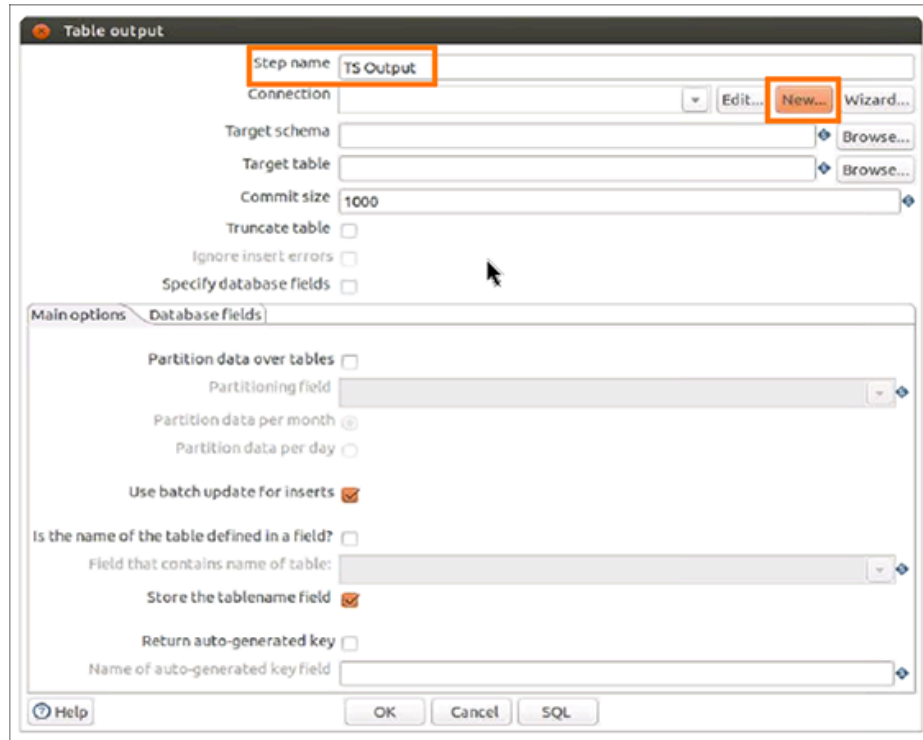 Table output
Step name TS Output
Connection Edit... New... Wizard...
Target schema Browse...
Target table Browse...
Commit size 1000
Truncate table
Ignore insert errors
Specify database fields
Main options Database fields
Partition data over tables
Partitioning field
Partition data per month
Partition data per day
Use batch update for inserts
Is the name of the table defined in a field?
Field that contains name of table:
Store the tablename field
Return auto-generated key
Name of auto-generated key field
Help OK Cancel SQL